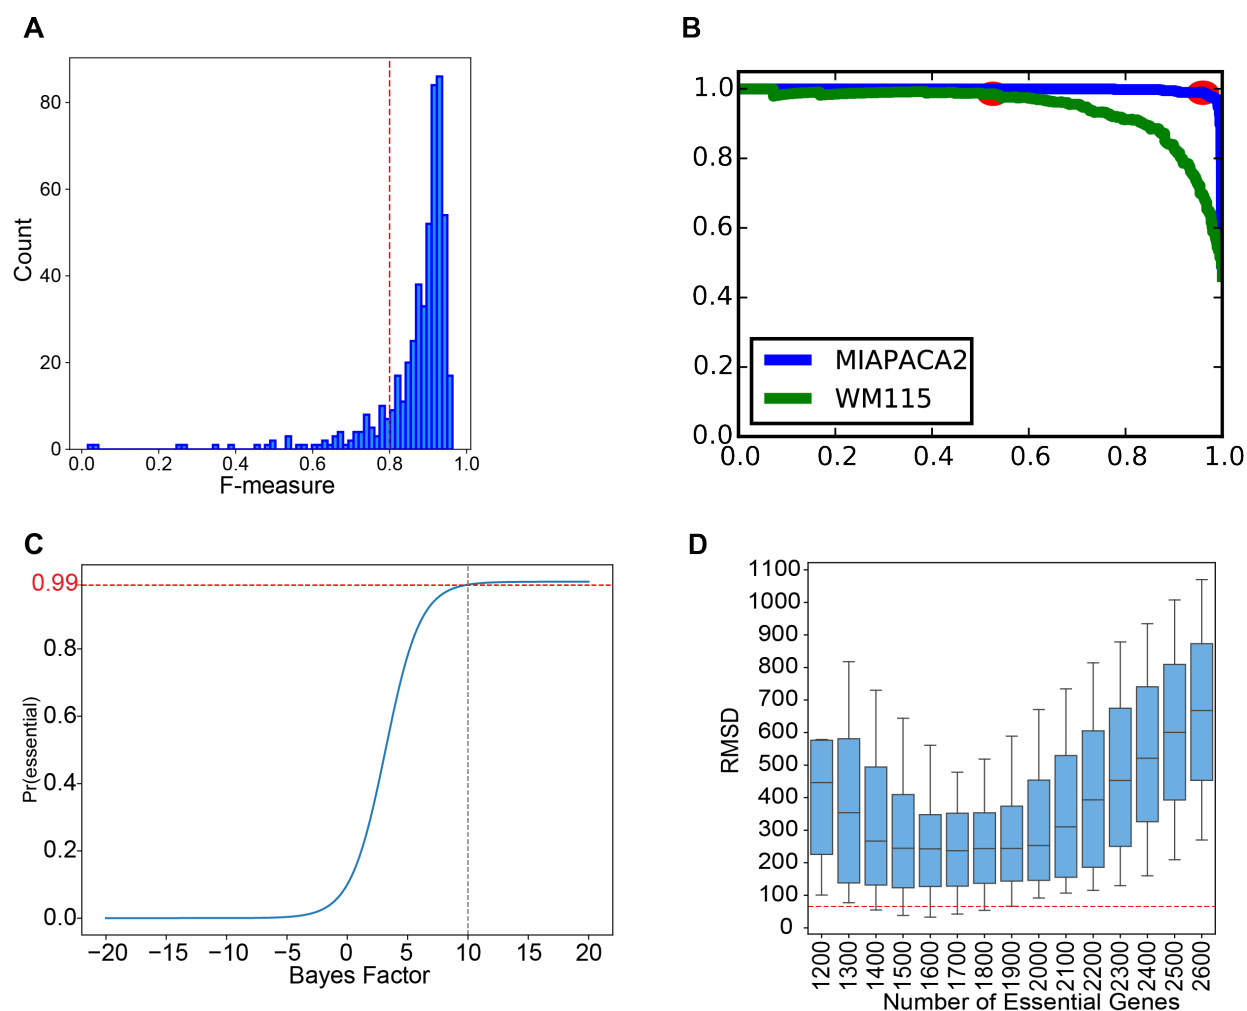 A
80
60
40
20
0
Count
0.0 0.2 0.4 0.6 0.8 1.0
F-measure
B
1.0
0.8
0.6
0.4
0.2
0.0
MIAPACA2
WM115
0.0 0.2 0.4 0.6 0.8 1.0
C
0.99
0.8
0.6
0.4
0.2
0.0
Pr(essential)
−20 −15 −10 −5 0 5 10 15 20
Bayes Factor
D
1100
1000
900
800
700
600
500
400
300
200
100
0
RMSD
1200 1300 1400 1500 1600 1700 1800 1900 2000 2100 2200 2300 2400 2500 2600
Number of Essential Genes